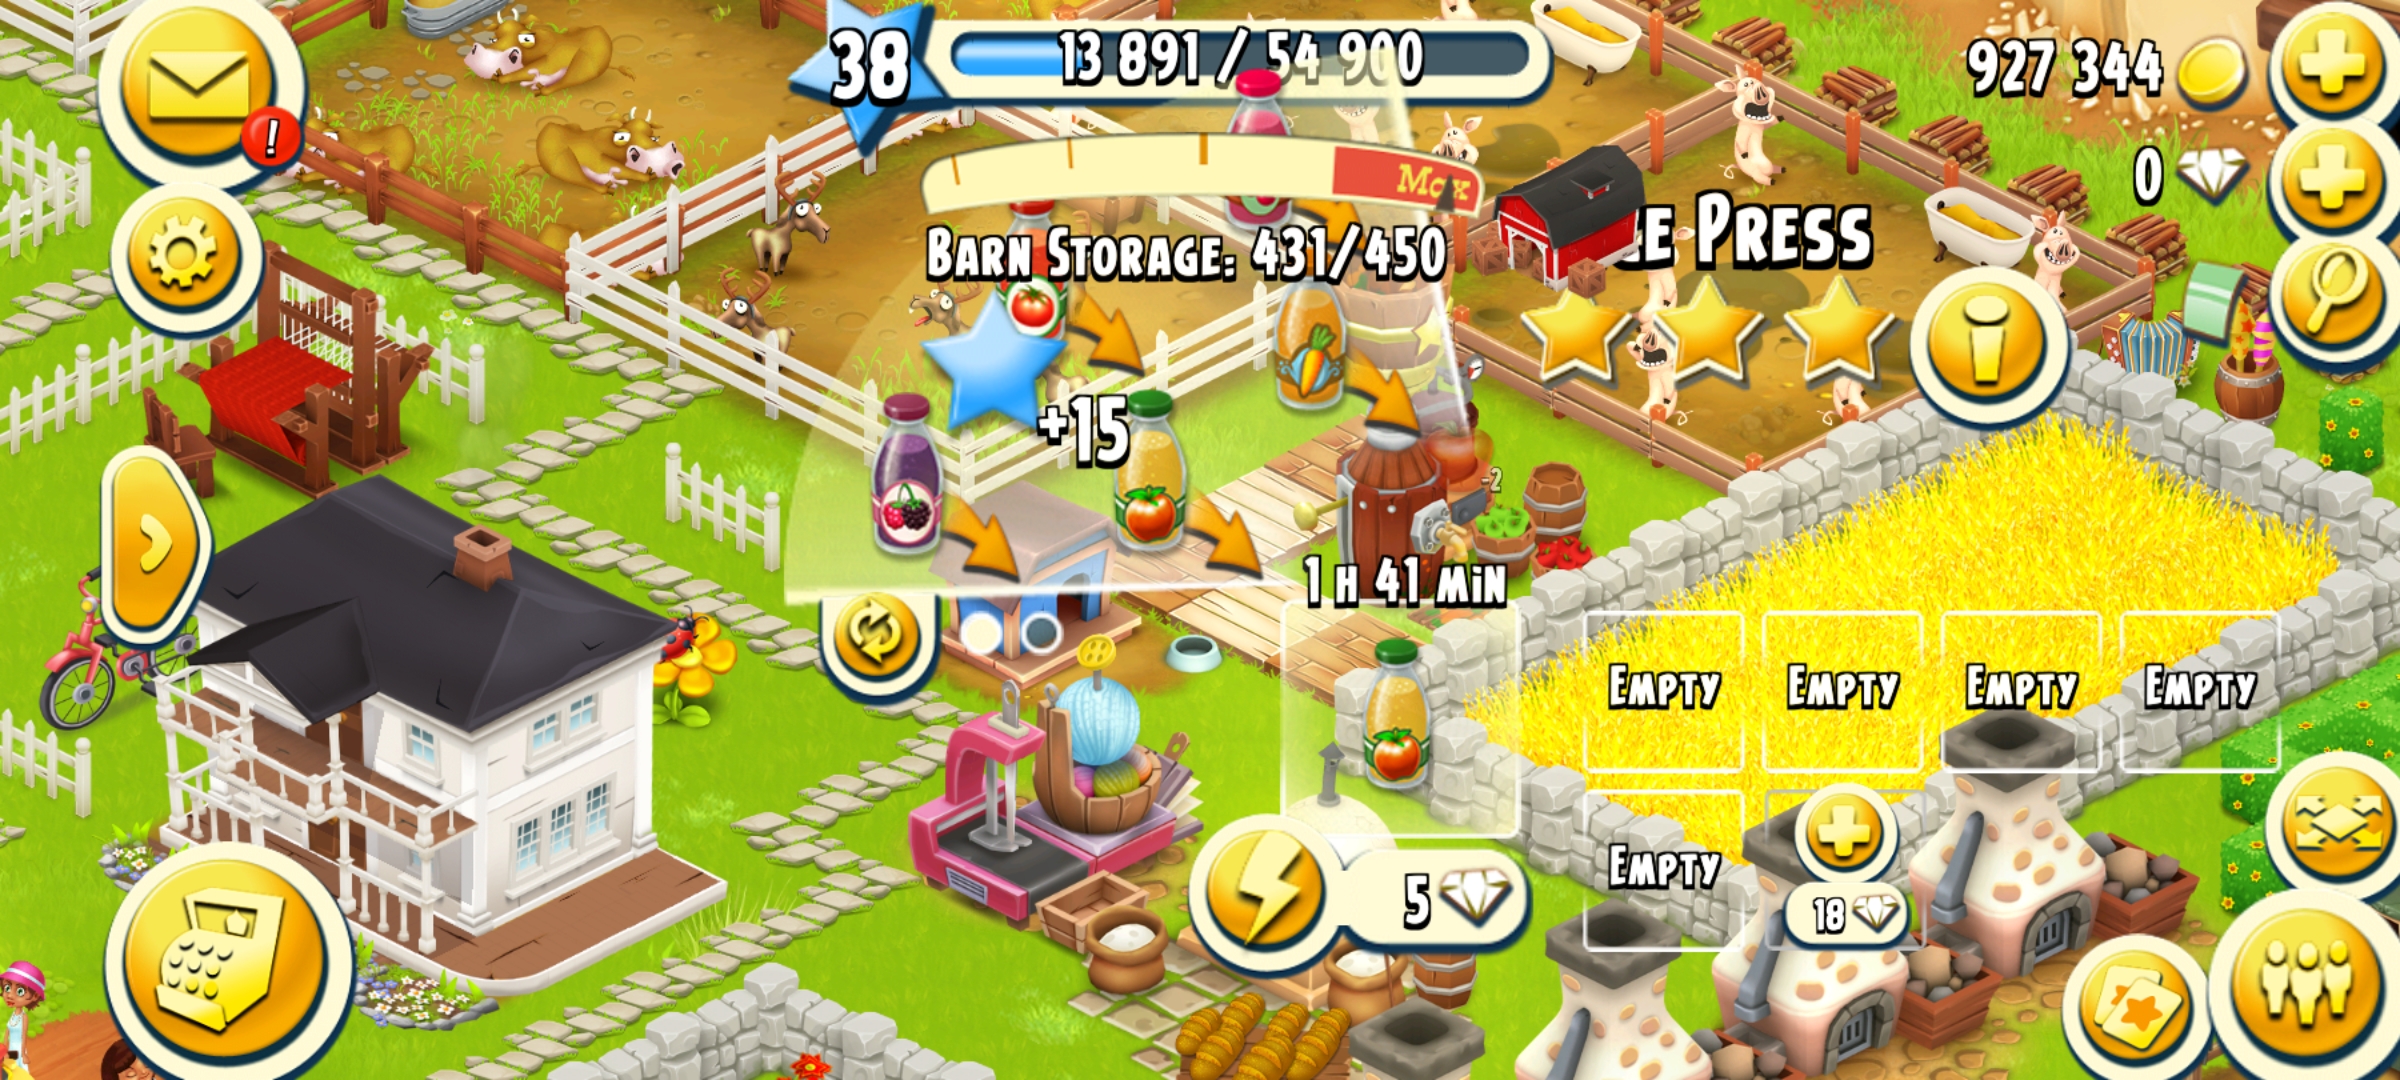 38
13 891 / 54 900
927 344
!
0
Max
Barn Storage: 431/450
Press
+15
-2
1 h 41 min
Empty
Empty
Empty
Empty
5
Empty
18